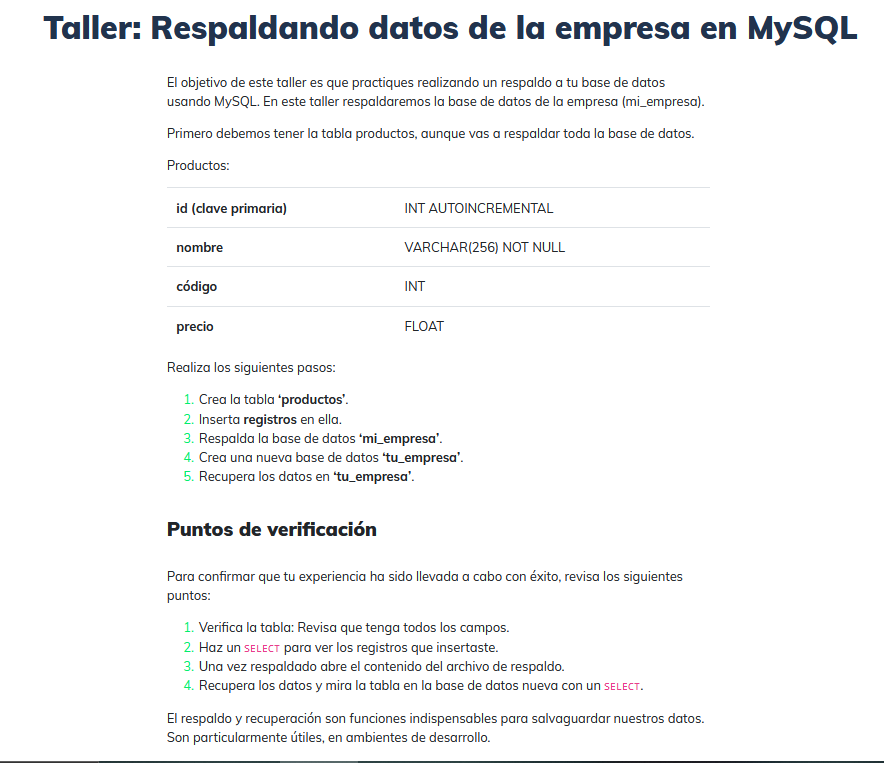 Taller: Respaldando datos de la empresa en MySQL
El objetivo de este taller es que practiques realizando un respaldo a tu base de datos
usando MySQL. En este taller respaldaremos la base de datos de la empresa (mi_empresa).
Primero debemos tener la tabla productos, aunque vas a respaldar toda la base de datos.
Productos:
id (clave primaria) INT AUTOINCREMENTAL
nombre VARCHAR(256) NOT NULL
código INT
precio FLOAT
Realiza los siguientes pasos:
1. Crea la tabla ‘productos’.
2. Inserta registros en ella.
3. Respalda la base de datos ‘mi_empresa’.
4. Crea una nueva base de datos ‘tu_empresa’.
5. Recupera los datos en ‘tu_empresa’.
Puntos de verificación
Para confirmar que tu experiencia ha sido llevada a cabo con éxito, revisa los siguientes
puntos:
1. Verifica la tabla: Revisa que tenga todos los campos.
2. Haz un SELECT para ver los registros que insertaste.
3. Una vez respaldado abre el contenido del archivo de respaldo.
4. Recupera los datos y mira la tabla en la base de datos nueva con un SELECT.
El respaldo y recuperación son funciones indispensables para salvaguardar nuestros datos.
Son particularmente útiles, en ambientes de desarrollo.